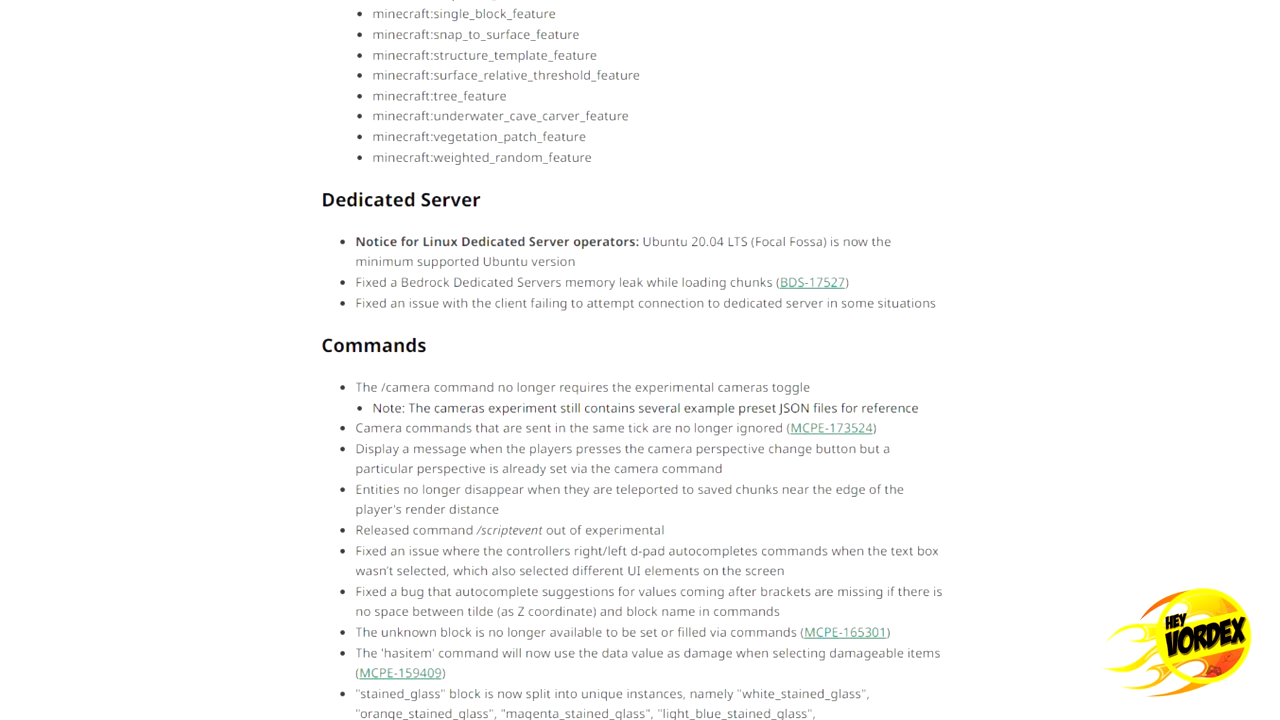 minecraft:single_block_feature
minecraft:snap_to_surface_feature
minecraft:structure_template_feature
minecraft:surface_relative_threshold_feature
minecraft:tree_feature
minecraft:underwater_cave_carver_feature
minecraft:vegetation_patch_feature
minecraft:weighted_random_feature
Dedicated Server
Notice for Linux Dedicated Server operators: Ubuntu 20.04 LTS (Focal Fossa) is now the
minimum supported Ubuntu version
Fixed a Bedrock Dedicated Servers memory leak while loading chunks (BDS-17527)
Fixed an issue with the client failing to attempt connection to dedicated server in some situations
Commands
The /camera command no longer requires the experimental cameras toggle
Note: The cameras experiment still contains several example preset JSON files for reference
Camera commands that are sent in the same tick are no longer ignored (MCPE-173524)
Display a message when the players presses the camera perspective change button but a
particular perspective is already set via the camera command
Entities no longer disappear when they are teleported to saved chunks near the edge of the
player's render distance
Released command /scriptevent out of experimental
Fixed an issue where the controllers right/left d-pad autocompletes commands when the text box
wasn't selected, which also selected different UI elements on the screen
Fixed a bug that autocomplete suggestions for values coming after brackets are missing if there is
no space between tilde (as Z coordinate) and block name in commands
The unknown block is no longer available to be set or filled via commands (MCPE-165301)
The 'hasitem' command will now use the data value as damage when selecting damageable items
(MCPE-159409)
"stained_glass" block is now split into unique instances, namely "white_stained_glass",
"orange_stained_glass", "magenta_stained_glass", "light_blue_stained_glass",
HEY
VORDEX